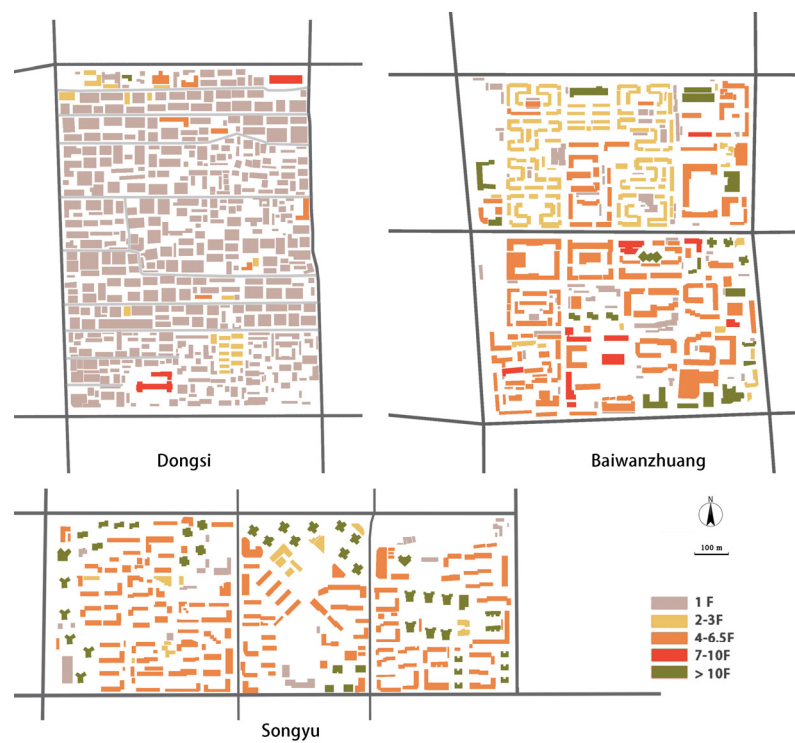 Dongsi
Baiwanzhuang
Songyu
N
100 m
1 F
2-3F
4-6.5F
7-10F
> 10F